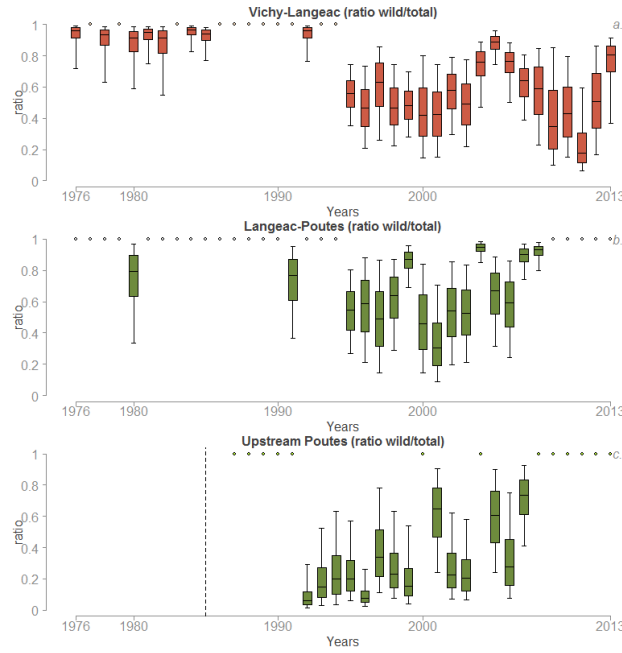 Vichy-Langeac (ratio wild/total)
a.
1
0.8
0.6
ratio
0.4
0.2
0
1976 1980 1990 2000 2013
Years
Langeac-Poutes (ratio wild/total)
b.
1
0.8
0.6
ratio
0.4
0.2
0
1976 1980 1990 2000 2013
Years
Upstream Poutes (ratio wild/total)
c.
1
0.8
0.6
ratio
0.4
0.2
0
1976 1980 1990 2000 2013
Years